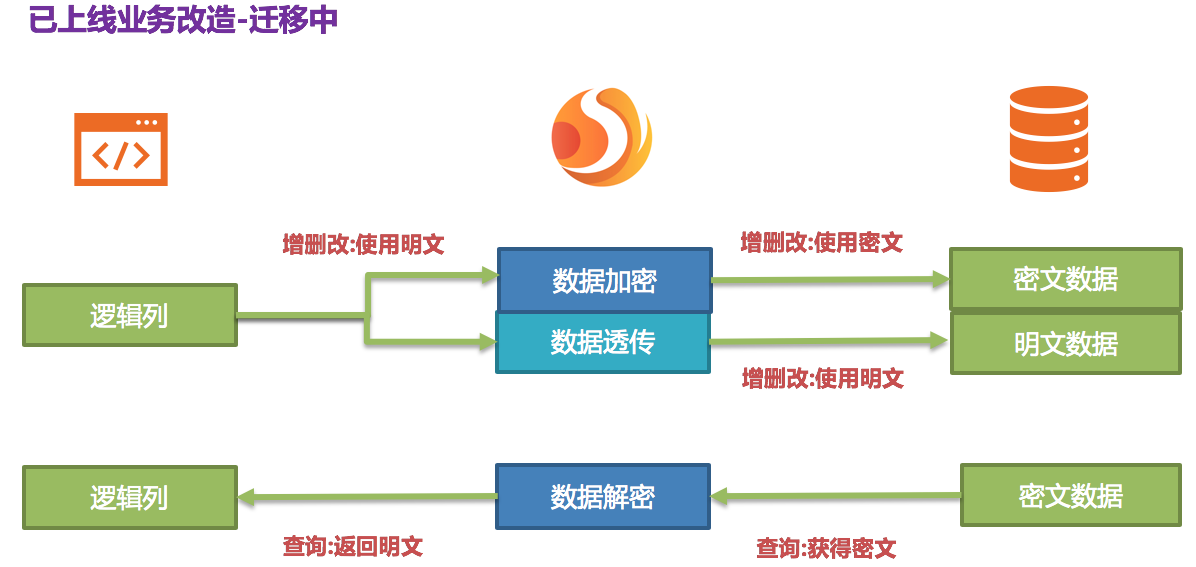 已上线业务改造-迁移中
</>
增删改:使用明文
增删改:使用密文
逻辑列
数据加密
密文数据
数据透传
明文数据
增删改:使用明文
逻辑列
数据解密
密文数据
查询:返回明文
查询:获得密文